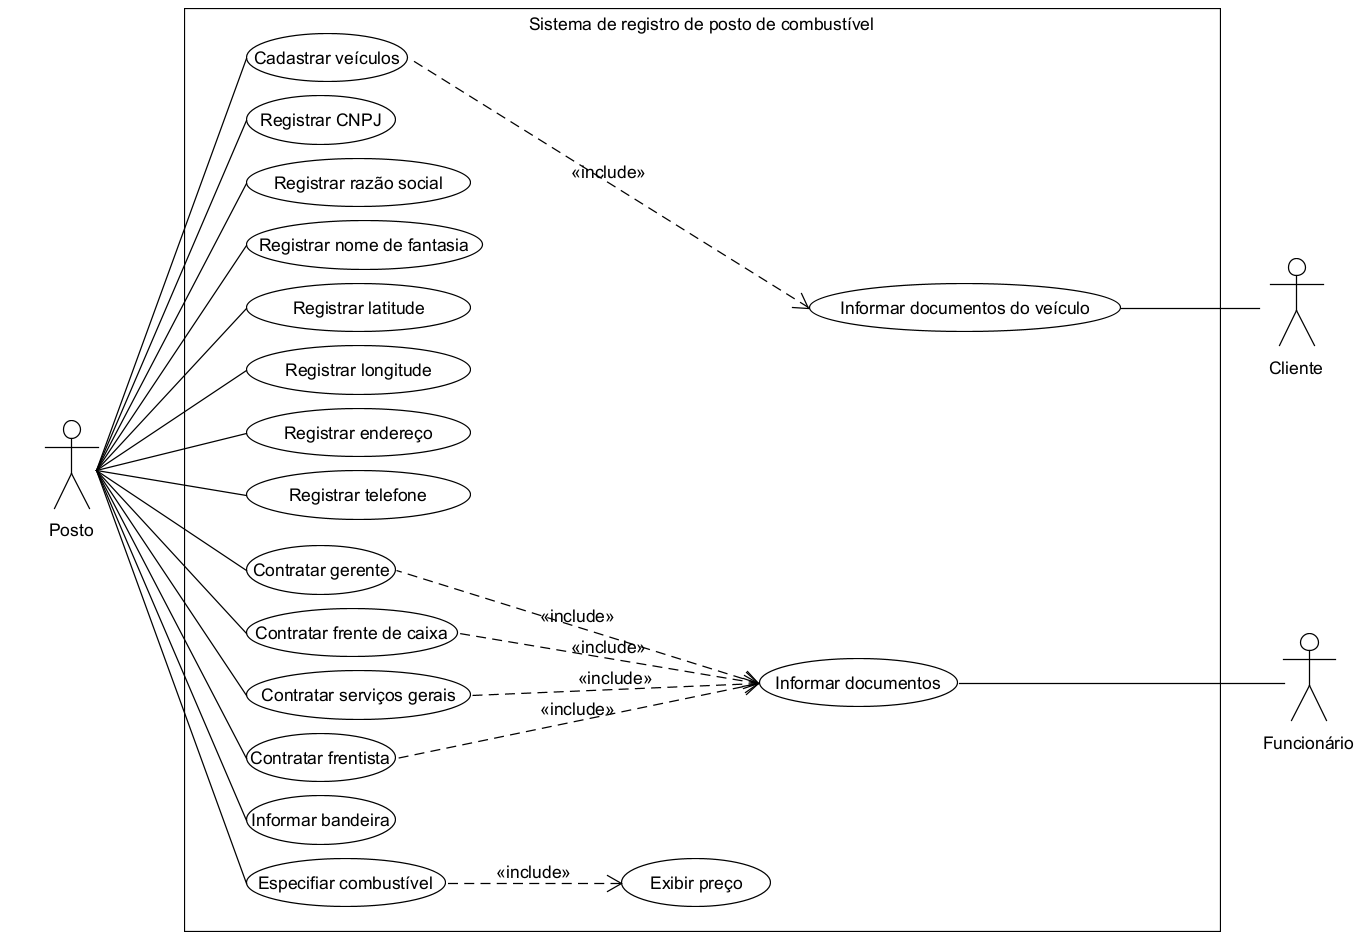 Sistema de registro de posto de combustível
Cadastrar veículos
Registrar CNPJ
«include»
Registrar razão social
Registrar nome de fantasia
Registrar latitude
Informar documentos do veículo
Cliente
Registrar longitude
Registrar endereço
Registrar telefone
Posto
Contratar gerente
«include»
Contratar frente de caixa
«include»
Contratar serviços gerais
«include»
Informar documentos
«include»
Funcionário
Contratar frentista
Informar bandeira
Especifiar combustível
«include»
Exibir preço